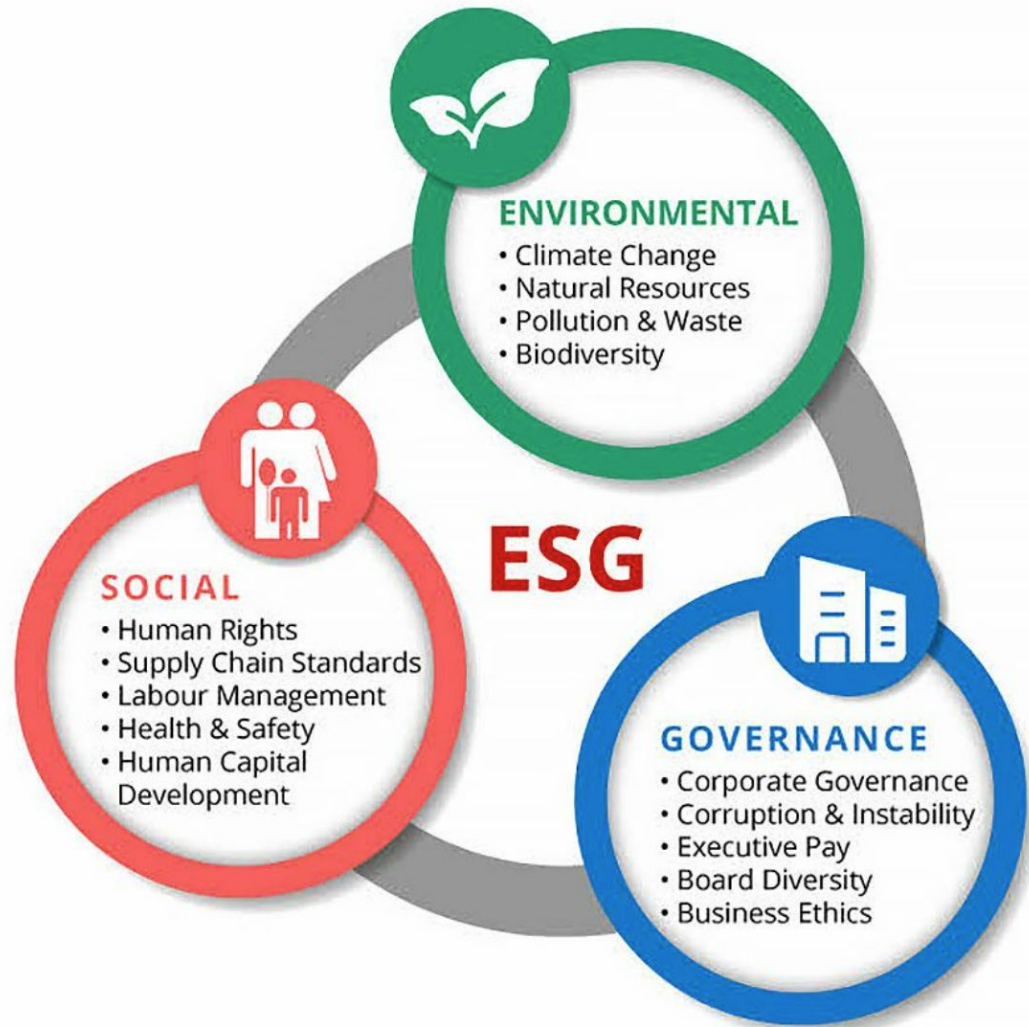 ENVIRONMENTAL
• Climate Change
• Natural Resources
• Pollution & Waste
• Biodiversity
ESG
SOCIAL
• Human Rights
• Supply Chain Standards
• Labour Management
• Health & Safety
• Human Capital
Development
GOVERNANCE
• Corporate Governance
• Corruption & Instability
• Executive Pay
• Board Diversity
• Business Ethics